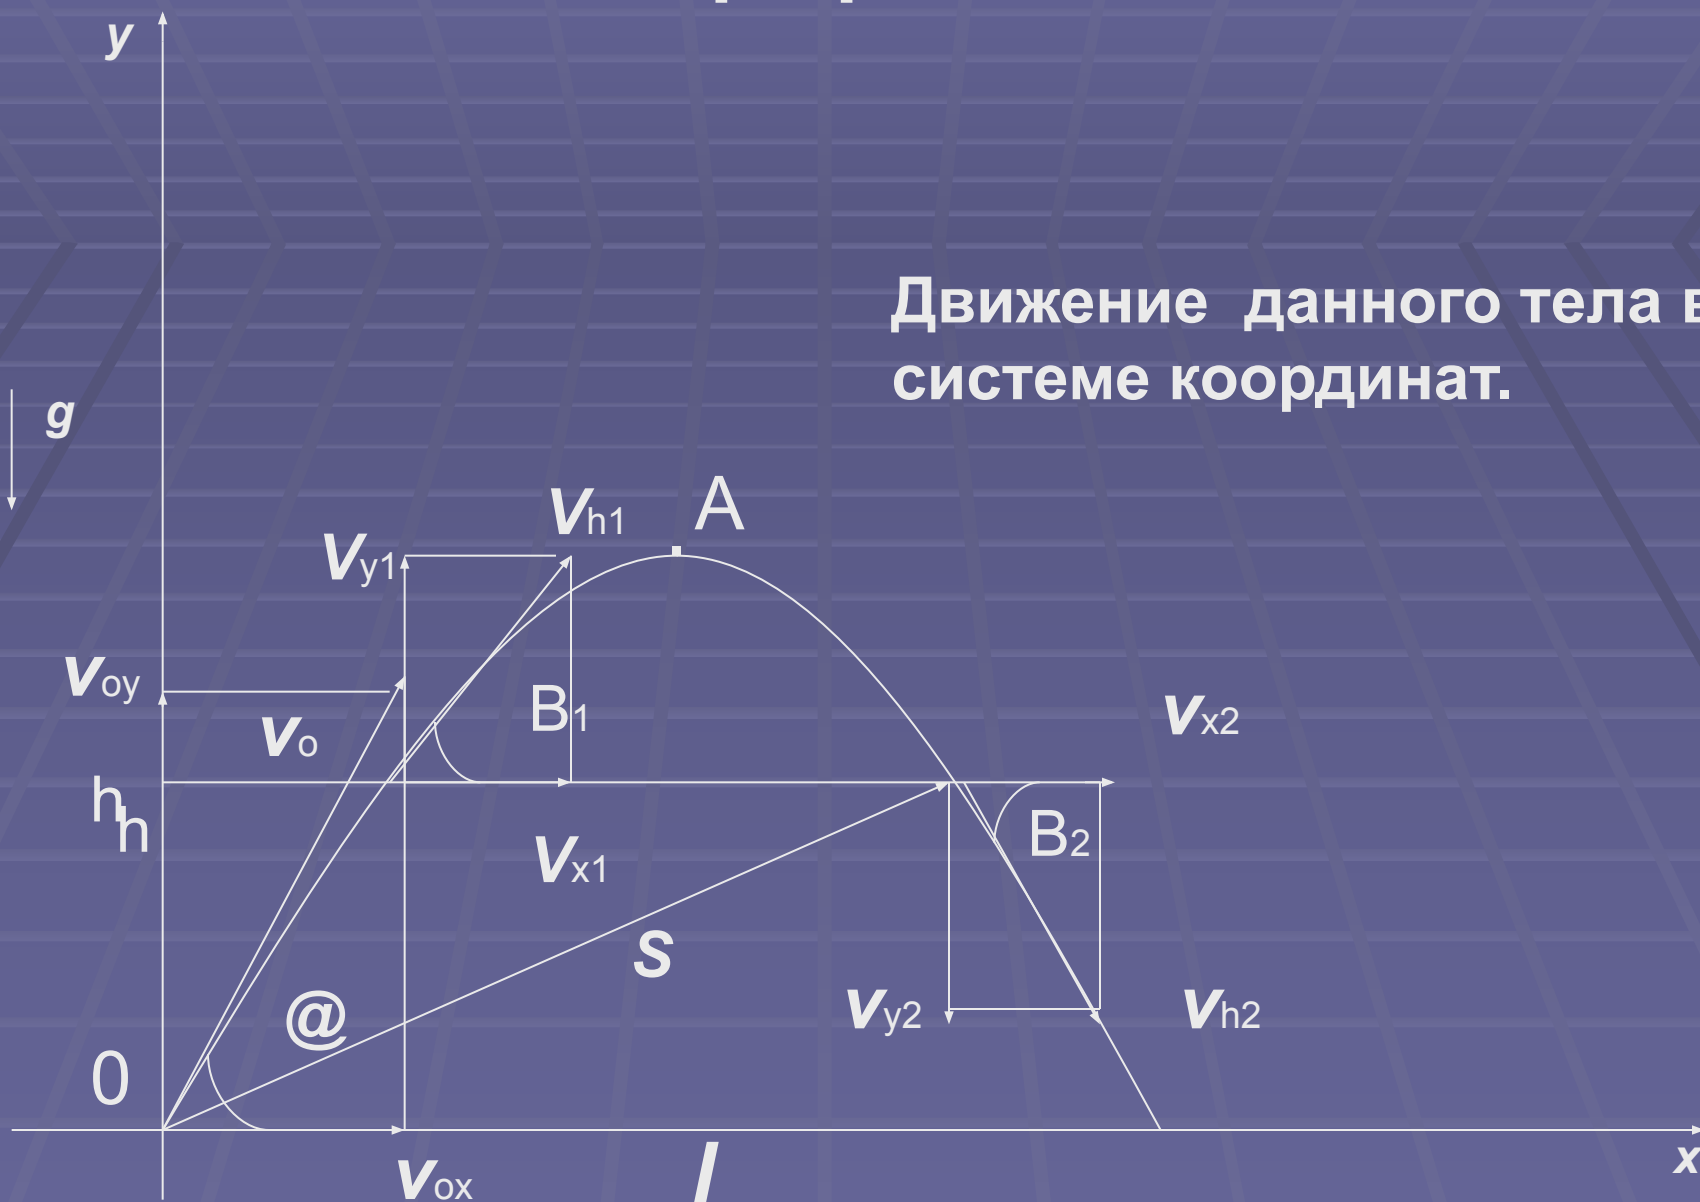 y
Движение данного тела в
системе координат.
g
Vh1
A
Vy1
voy
vo
B1
vx2
h
h
B2
Vx1
S
@
vy2
vh2
0
vox
l
x